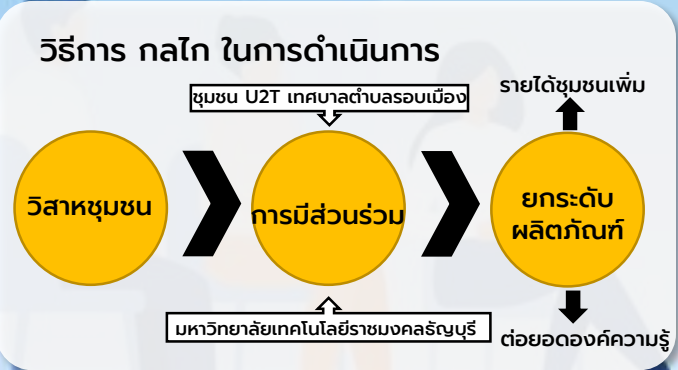 วิธีการ กลไก ในการดำเนินการ
ชุมชน U2T เทศบาลตำบลรอบเมือง
รายได้ชุมชนเพิ่ม
วิสาหชุมชน
การมีส่วนร่วม
ยกระดับ
ผลิตภัณฑ์
มหาวิทยาลัยเทคโนโลยีราชมงคลธัญบุรี
ต่อยอดองค์ความรู้